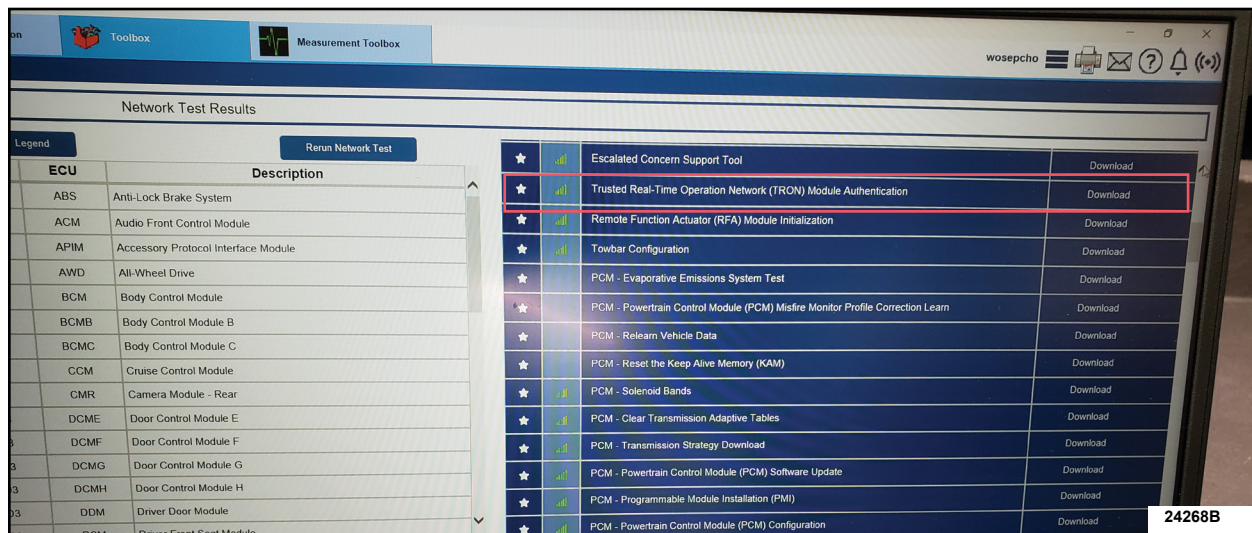 on
Toolbox
Measurement Toolbox
wosepcho
Network Test Results
Legend
Rerun Network Test
ECU Description
ABS Anti-Lock Brake System
ACM Audio Front Control Module
APIM Accessory Protocol Interface Module
AWD All-Wheel Drive
BCM Body Control Module
BCMB Body Control Module B
BCMC Body Control Module C
CCM Cruise Control Module
CMR Camera Module - Rear
DCME Door Control Module E
DCMF Door Control Module F
DCMG Door Control Module G
DCMH Door Control Module H
DDM Driver Door Module
Driver Front Seat Module
Escalated Concern Support Tool Download
Trusted Real-Time Operation Network (TRON) Module Authentication Download
Remote Function Actuator (RFA) Module Initialization Download
Towbar Configuration Download
PCM - Evaporative Emissions System Test Download
PCM - Powertrain Control Module (PCM) Misfire Monitor Profile Correction Learn Download
PCM - Relearn Vehicle Data Download
PCM - Reset the Keep Alive Memory (KAM) Download
PCM - Solenoid Bands Download
PCM - Clear Transmission Adaptive Tables Download
PCM - Transmission Strategy Download Download
PCM - Powertrain Control Module (PCM) Software Update Download
PCM - Programmable Module Installation (PMI) Download
PCM - Powertrain Control Module (PCM) Configuration Download
24268B